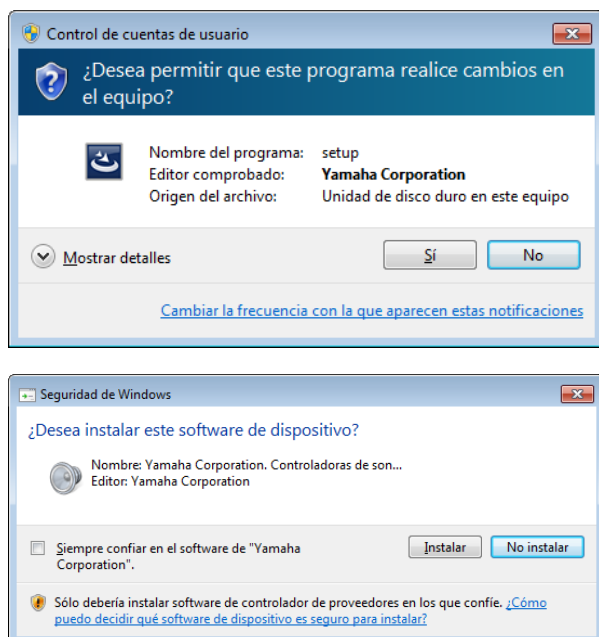 Control de cuentas de usuario
¿Desea permitir que este programa realice cambios en
el equipo?
Nombre del programa: setup
Editor comprobado: Yamaha Corporation
Origen del archivo: Unidad de disco duro en este equipo
Mostrar detalles Sí No
Cambiar la frecuencia con la que aparecen estas notificaciones
Seguridad de Windows
¿Desea instalar este software de dispositivo?
Nombre: Yamaha Corporation. Controladoras de son...
Editor: Yamaha Corporation
Siempre confiar en el software de "Yamaha
Corporation". Instalar No instalar
Sólo debería instalar software de controlador de proveedores en los que confíe. ¿Cómo
puedo decidir qué software de dispositivo es seguro para instalar?